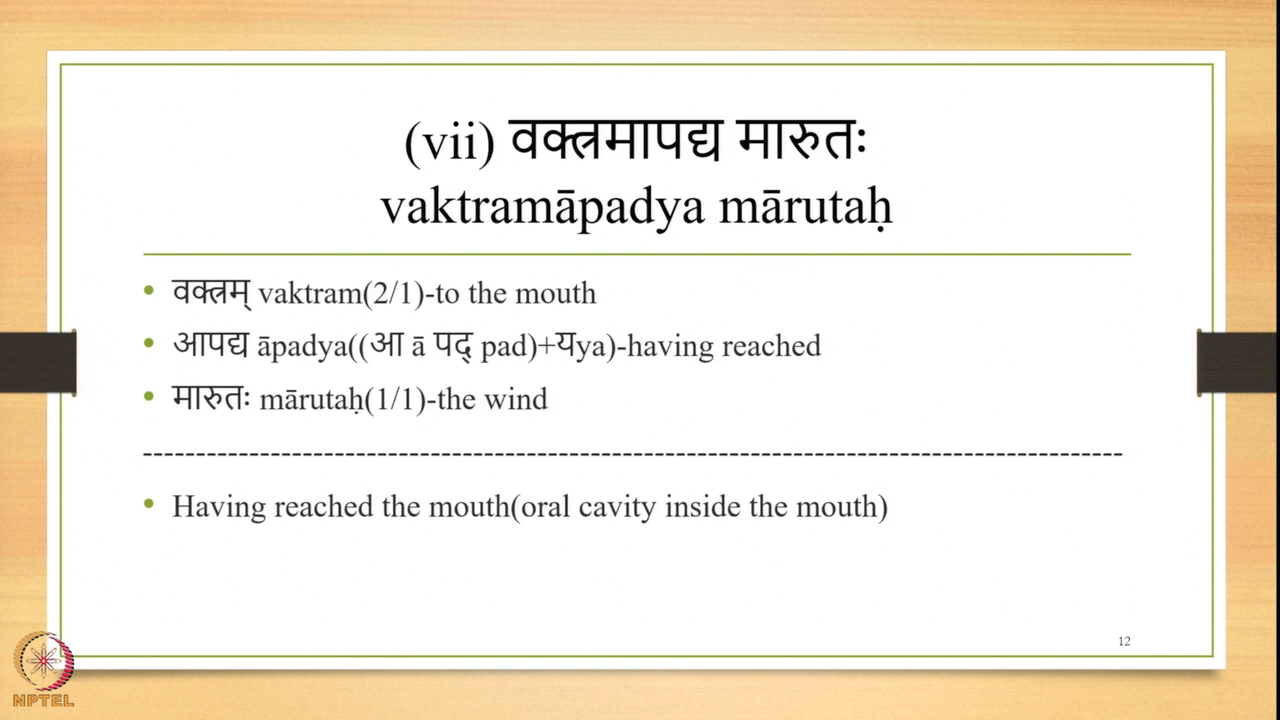 (vii) वक्त्रमापद्य मारुतः
vaktramāpadya mārutaḥ
• वक्त्रम् vaktram(2/1)-to the mouth
• आपद्य āpadya((आ ā पद् pad)+यya)-having reached
• मारुतः mārutaḥ(1/1)-the wind
---------------------------------------------------------------------------------------------
• Having reached the mouth(oral cavity inside the mouth)
12
NPTEL